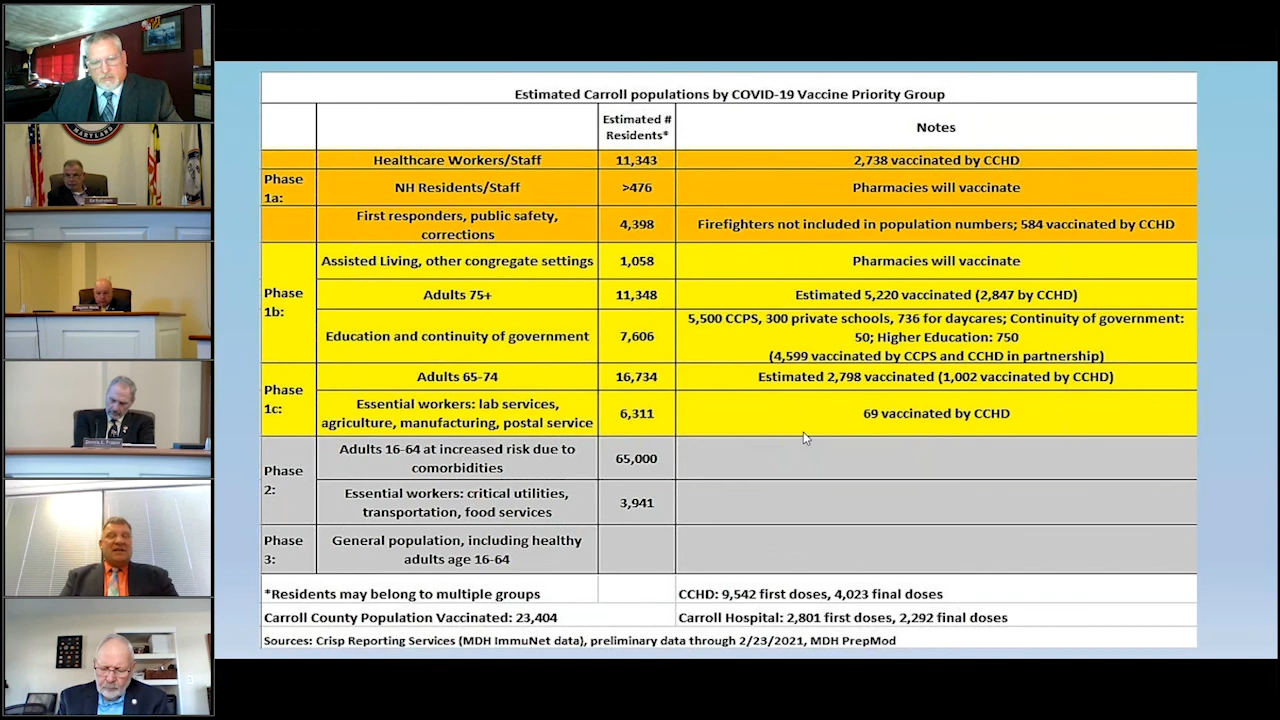 MARYLAND
Estimated Carroll populations by COVID-19 Vaccine Priority Group
Estimated #
Residents*
Notes
Healthcare Workers/Staff
11,343
2,738 vaccinated by CCHD
Phase
1a:
NH Residents/Staff
>476
Pharmacies will vaccinate
First responders, public safety,
corrections
4,398
Firefighters not included in population numbers; 584 vaccinated by CCHD
Assisted Living, other congregate settings
1,058
Pharmacies will vaccinate
Phase
1b:
Adults 75+
11,348
Estimated 5,220 vaccinated (2,847 by CCHD)
Education and continuity of government
7,606
5,500 CCPS, 300 private schools, 736 for daycares; Continuity of government:
50; Higher Education: 750
(4,599 vaccinated by CCPS and CCHD in partnership)
Phase
1c:
Adults 65-74
16,734
Estimated 2,798 vaccinated (1,002 vaccinated by CCHD)
Essential workers: lab services,
agriculture, manufacturing, postal service
6,311
69 vaccinated by CCHD
Phase
2:
Adults 16-64 at increased risk due to
comorbidities
65,000
Essential workers: critical utilities,
transportation, food services
3,941
Phase
3:
General population, including healthy
adults age 16-64
*Residents may belong to multiple groups
CCHD: 9,542 first doses, 4,023 final doses
Carroll County Population Vaccinated: 23,404
Carroll Hospital: 2,801 first doses, 2,292 final doses
Sources: Crisp Reporting Services (MDH ImmuNet data), preliminary data through 2/23/2021, MDH PrepMod